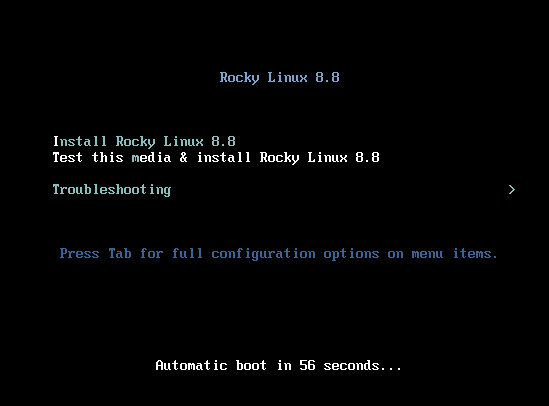 Rocky Linux 8.8
Install Rocky Linux 8.8
Test this media & install Rocky Linux 8.8
Troubleshooting >
Press Tab for full configuration options on menu items.
Automatic boot in 56 seconds...